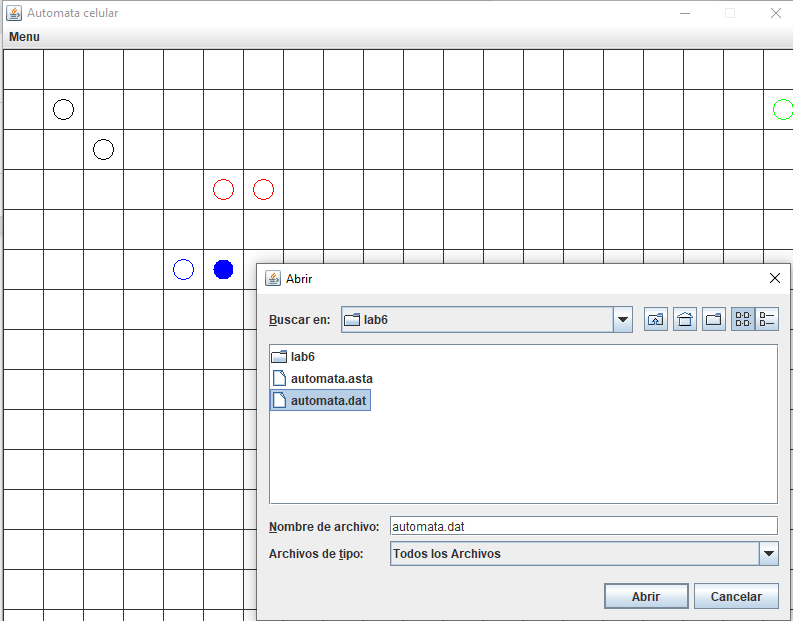 Automata celular
Menu
Abrir
Buscar en: lab6
lab6
automata.asta
automata.dat
Nombre de archivo: automata.dat
Archivos de tipo: Todos los Archivos
Abrir Cancelar